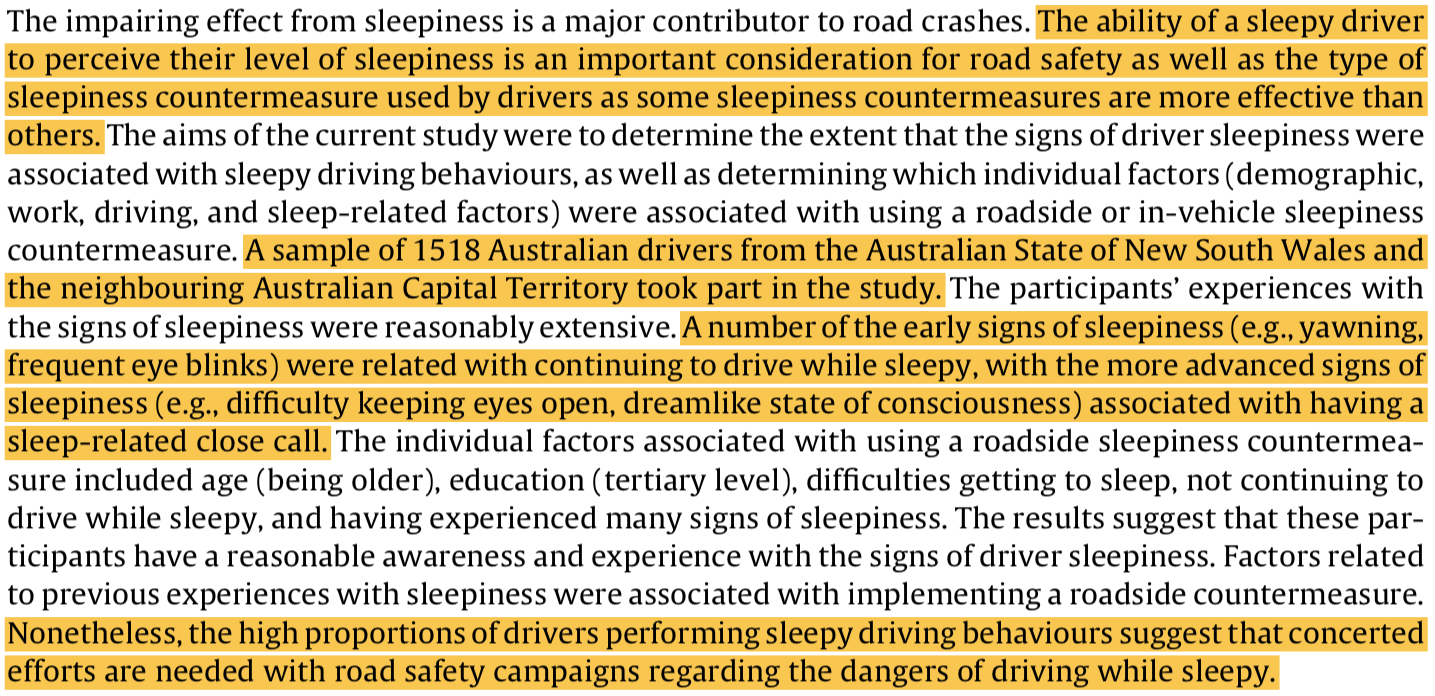 The impairing effect from sleepiness is a major contributor to road crashes. The ability of a sleepy driver
to perceive their level of sleepiness is an important consideration for road safety as well as the type of
sleepiness countermeasure used by drivers as some sleepiness countermeasures are more effective than
others. The aims of the current study were to determine the extent that the signs of driver sleepiness were
associated with sleepy driving behaviours, as well as determining which individual factors (demographic,
work, driving, and sleep-related factors) were associated with using a roadside or in-vehicle sleepiness
countermeasure. A sample of 1518 Australian drivers from the Australian State of New South Wales and
the neighbouring Australian Capital Territory took part in the study. The participants’ experiences with
the signs of sleepiness were reasonably extensive. A number of the early signs of sleepiness (e.g., yawning,
frequent eye blinks) were related with continuing to drive while sleepy, with the more advanced signs of
sleepiness (e.g., difficulty keeping eyes open, dreamlike state of consciousness) associated with having a
sleep-related close call. The individual factors associated with using a roadside sleepiness countermea-
sure included age (being older), education (tertiary level), difficulties getting to sleep, not continuing to
drive while sleepy, and having experienced many signs of sleepiness. The results suggest that these par-
ticipants have a reasonable awareness and experience with the signs of driver sleepiness. Factors related
to previous experiences with sleepiness were associated with implementing a roadside countermeasure.
Nonetheless, the high proportions of drivers performing sleepy driving behaviours suggest that concerted
efforts are needed with road safety campaigns regarding the dangers of driving while sleepy.